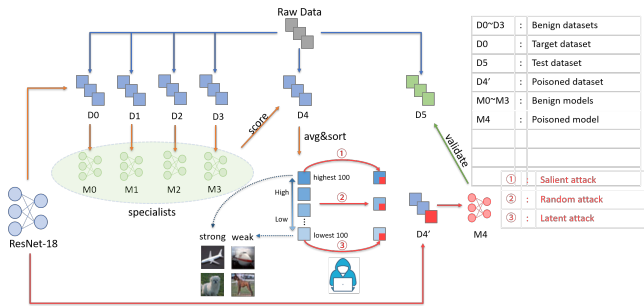 Raw Data
D0 D1 D2 D3 D4 D5
score
avg&sort
validate
M0 M1 M2 M3
specialists
ResNet-18
High
Low
highest 100
lowest 100
①
②
③
strong weak
D4′
M4
D0~D3 : Benign datasets
D0 : Target dataset
D5 : Test dataset
D4′ : Poisoned dataset
M0~M3 : Benign models
M4 : Poisoned model
① : Salient attack
② : Random attack
③ : Latent attack